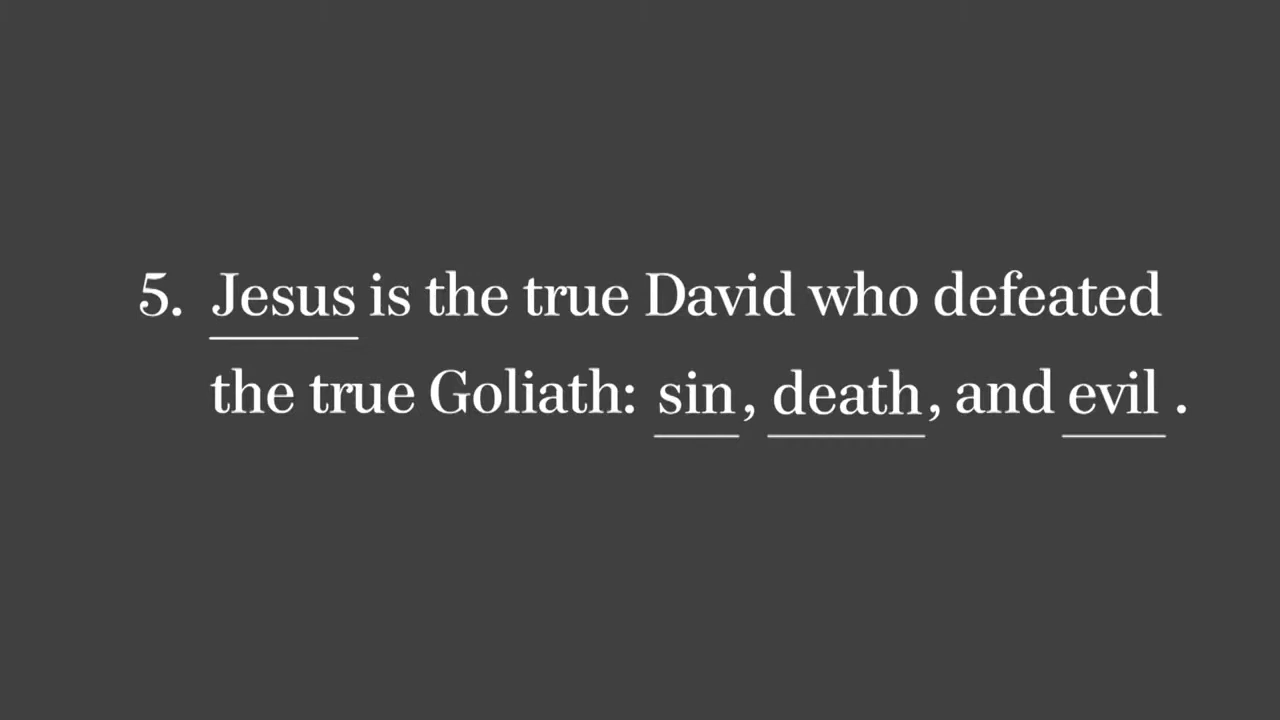 5. Jesus is the true David who defeated
the true Goliath: sin, death, and evil .